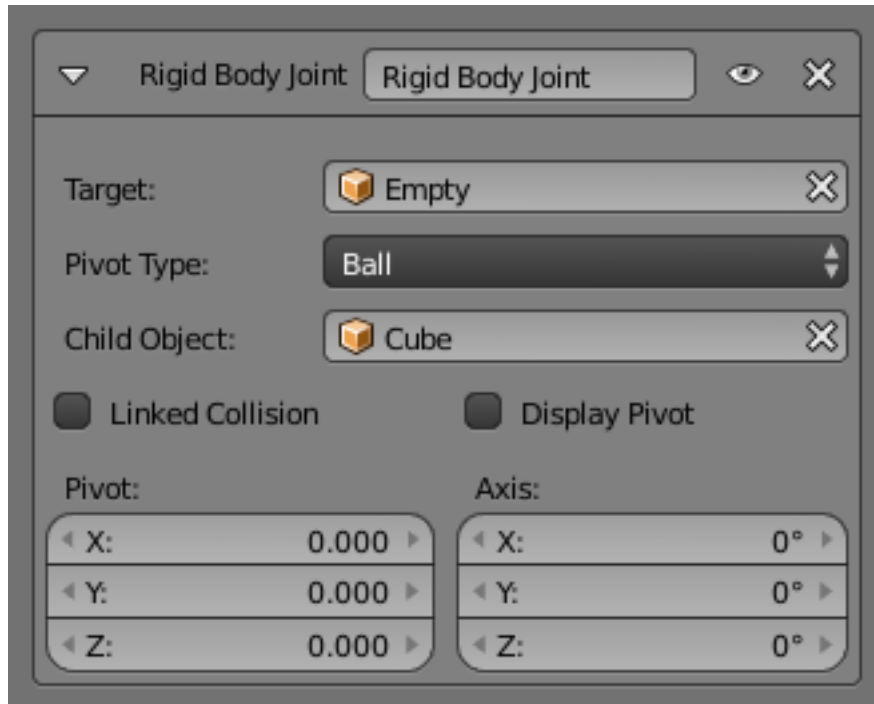 Rigid Body Joint Rigid Body Joint
Target: Empty
Pivot Type: Ball
Child Object: Cube
Linked Collision Display Pivot
Pivot: Axis:
X: 0.000 X: 0°
Y: 0.000 Y: 0°
Z: 0.000 Z: 0°